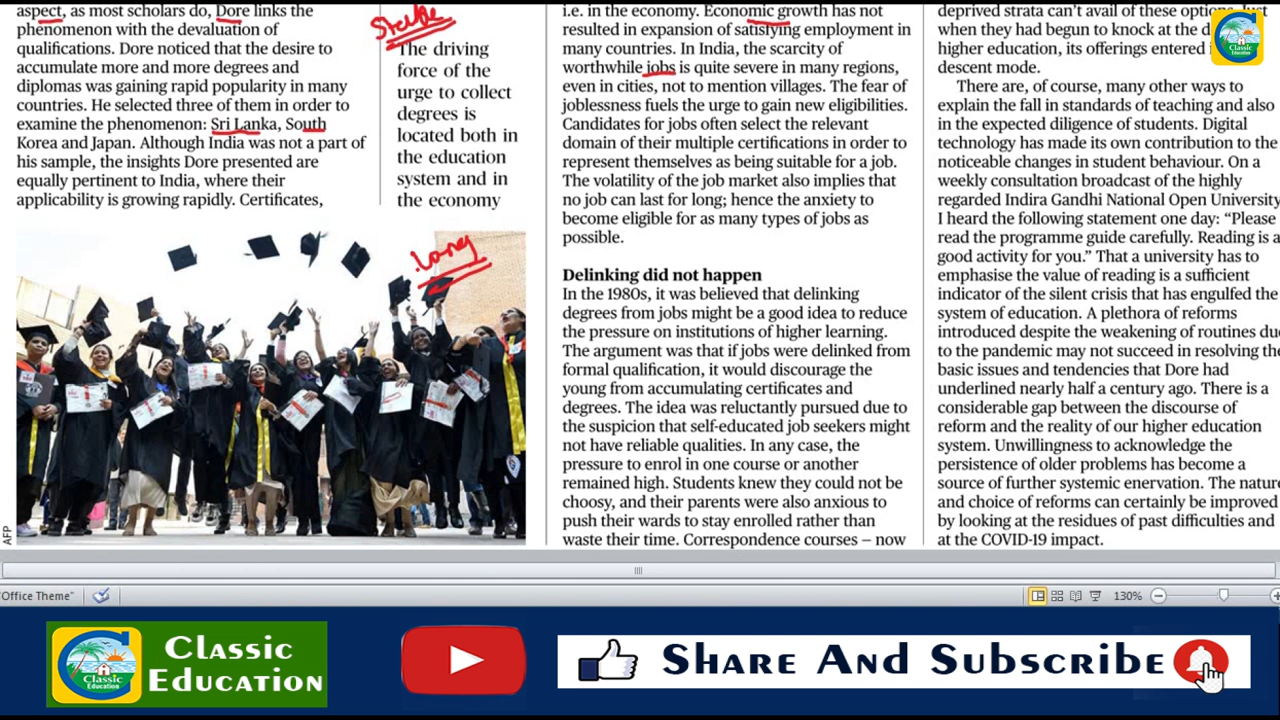 aspect, as most scholars do, Dore links the
phenomenon with the devaluation of
qualifications. Dore noticed that the desire to
accumulate more and more degrees and
diplomas was gaining rapid popularity in many
countries. He selected three of them in order to
examine the phenomenon: Sri Lanka, South
Korea and Japan. Although India was not a part of
his sample, the insights Dore presented are
equally pertinent to India, where their
applicability is growing rapidly. Certificates,
The driving
force of the
urge to collect
degrees is
located both in
the education
system and in
the economy
Long
AFP
i.e. in the economy. Economic growth has not
resulted in expansion of satisfying employment in
many countries. In India, the scarcity of
worthwhile jobs is quite severe in many regions,
even in cities, not to mention villages. The fear of
joblessness fuels the urge to gain new eligibilities.
Candidates for jobs often select the relevant
domain of their multiple certifications in order to
represent themselves as being suitable for a job.
The volatility of the job market also implies that
no job can last for long; hence the anxiety to
become eligible for as many types of jobs as
possible.
Delinking did not happen
In the 1980s, it was believed that delinking
degrees from jobs might be a good idea to reduce
the pressure on institutions of higher learning.
The argument was that if jobs were delinked from
formal qualification, it would discourage the
young from accumulating certificates and
degrees. The idea was reluctantly pursued due to
the suspicion that self-educated job seekers might
not have reliable qualities. In any case, the
pressure to enrol in one course or another
remained high. Students knew they could not be
choosy, and their parents were also anxious to
push their wards to stay enrolled rather than
waste their time. Correspondence courses — now
deprived strata can't avail of these options. Just
when they had begun to knock at the
higher education, its offerings entered
descent mode.
There are, of course, many other ways to
explain the fall in standards of teaching and also
in the expected diligence of students. Digital
technology has made its own contribution to the
noticeable changes in student behaviour. On a
weekly consultation broadcast of the highly
regarded Indira Gandhi National Open University
I heard the following statement one day: “Please
read the programme guide carefully. Reading is a
good activity for you.” That a university has to
emphasise the value of reading is a sufficient
indicator of the silent crisis that has engulfed the
system of education. A plethora of reforms
introduced despite the weakening of routines due
to the pandemic may not succeed in resolving the
basic issues and tendencies that Dore had
underlined nearly half a century ago. There is a
considerable gap between the discourse of
reform and the reality of our higher education
system. Unwillingness to acknowledge the
persistence of older problems has become a
source of further systemic enervation. The nature
and choice of reforms can certainly be improved
by looking at the residues of past difficulties and
at the COVID-19 impact.
Classic
Education
"Office Theme"
130%
Classic
Education
Classic
Education
Share And Subscribe